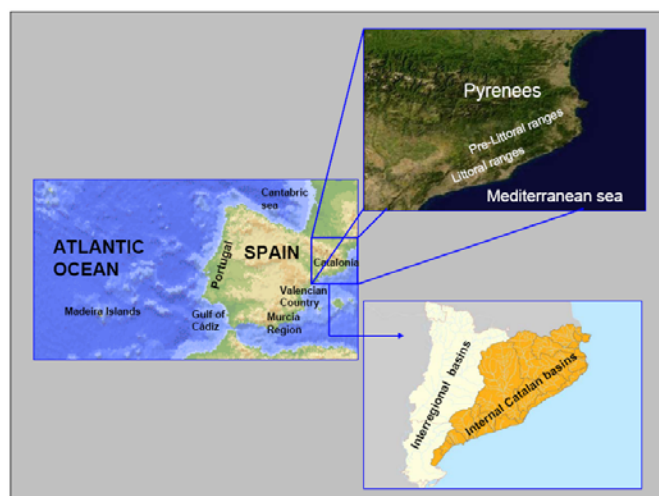 Pyrenees
Pre-Littoral ranges
Littoral ranges
Mediterranean sea
Cantabric
sea
ATLANTIC
OCEAN
Portugal
SPAIN
Catalonia
Madeira Islands
Gulf of
Cádiz
Valencian
Country
Murcia
Region
Interregional basins
Internal Catalan basins